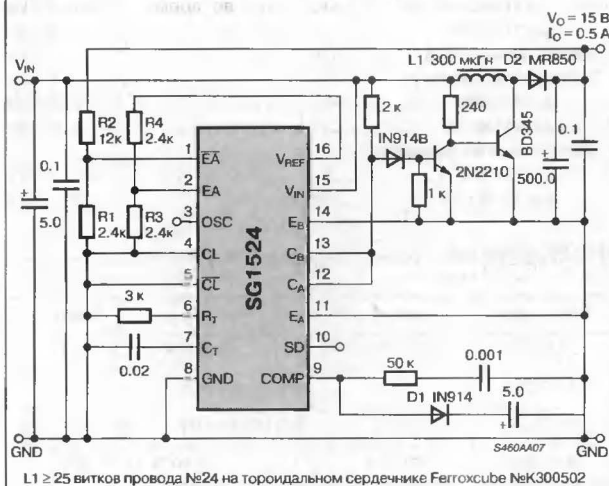 V_O = 15 В
I_O = 0.5 A
L1 300 мкГн D2 MR850
V_IN
R2
12к
R4
2.4к
2 к
240
BD345
0.1
IN914B
2N2210
1 к
500.0
+
0.1
5.0
+
R1
2.4к
R3
2.4к
3 к
0.02
SG1524
1 EA
2 EA
3 OSC
4 CL
5 CL
6 R_T
7 C_T
8 GND
V_REF 16
V_IN 15
E_B 14
C_B 13
C_A 12
E_A 11
SD 10
COMP 9
50 к
0.001
D1 IN914
5.0
+
S460AA07
GND
GND
L1 ≥ 25 витков провода №24 на тороидальном сердечнике Ferroxcube №K300502